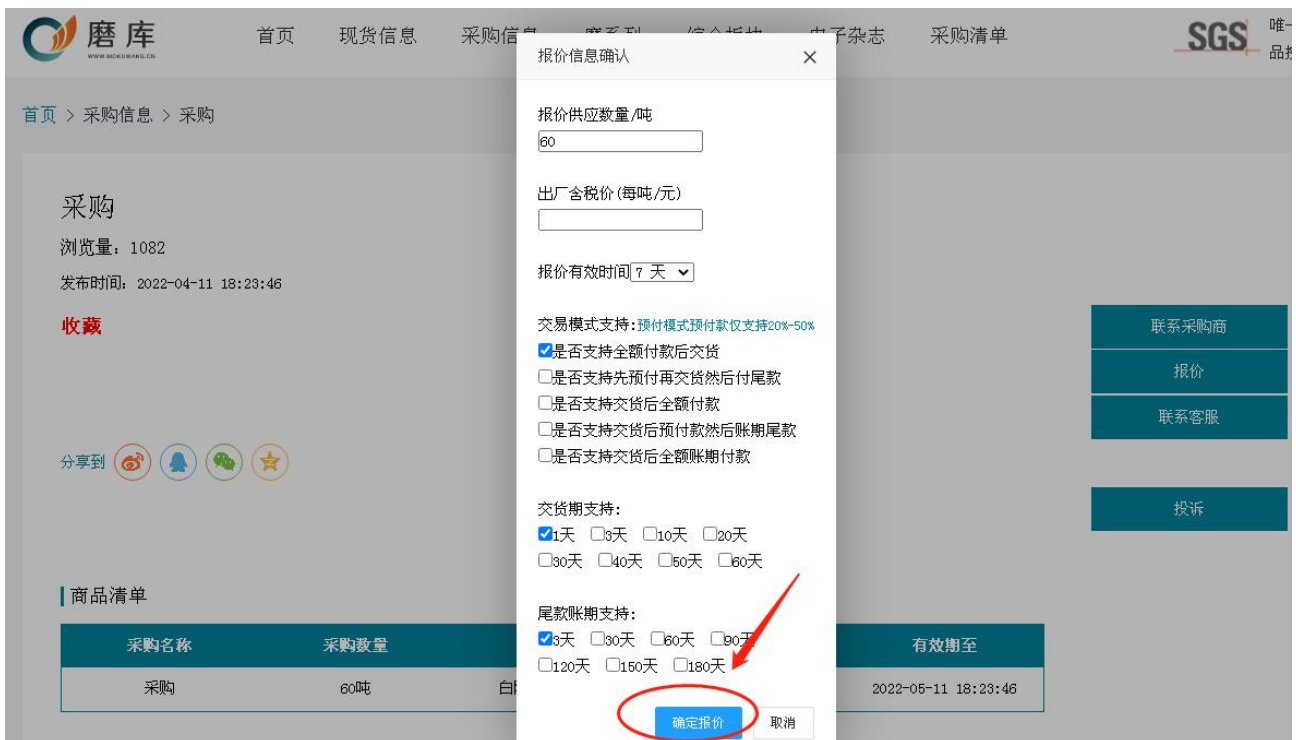 磨库
WWW.MOKUWANG.CN
首页 现货信息 采购信息 电子杂志 采购清单
SGS
唯一
首页 > 采购信息 > 采购
采购
浏览量：1082
发布时间：2022-04-11 18:23:46
收藏
分享到
报价信息确认
报价供应数量/吨
60
出厂含税价(每吨/元)
报价有效时间 7 天
交易模式支持:预付模式预付款仅支持20%-50%
是否支持全额付款后交货
是否支持先预付再交货然后付尾款
是否支持交货后全额付款
是否支持交货后预付款然后账期尾款
是否支持交货后全额账期付款
交货期支持:
1天 3天 10天 20天
30天 40天 50天 60天
尾款账期支持:
3天 30天 60天 90天
120天 150天 180天
确定报价 取消
联系采购商
报价
联系客服
投诉
商品清单
采购名称 采购数量 有效期至
采购 60吨 2022-05-11 18:23:46